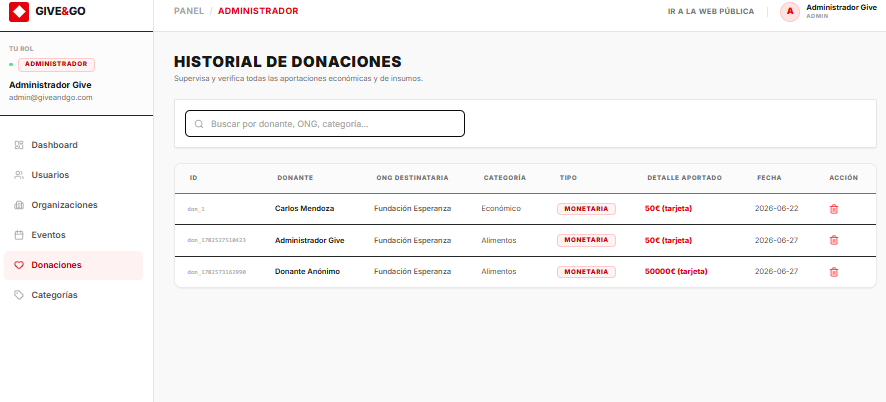 GIVE&GO
PANEL / ADMINISTRADOR
IR A LA WEB PÚBLICA
A
Administrador Give
ADMIN
TU ROL
ADMINISTRADOR
Administrador Give
admin@giveandgo.com
Dashboard
Usuarios
Organizaciones
Eventos
Donaciones
Categorías
HISTORIAL DE DONACIONES
Supervisa y verifica todas las aportaciones económicas y de insumos.
Buscar por donante, ONG, categoría...
ID DONANTE ONG DESTINATARIA CATEGORÍA TIPO DETALLE APORTADO FECHA ACCIÓN
don_1 Carlos Mendoza Fundación Esperanza Económico MONETARIA 50€ (tarjeta) 2026-06-22
Administrador Give Fundación Esperanza Alimentos MONETARIA 50€ (tarjeta) 2026-06-27
Donante Anónimo Fundación Esperanza Alimentos MONETARIA 50000€ (tarjeta) 2026-06-27